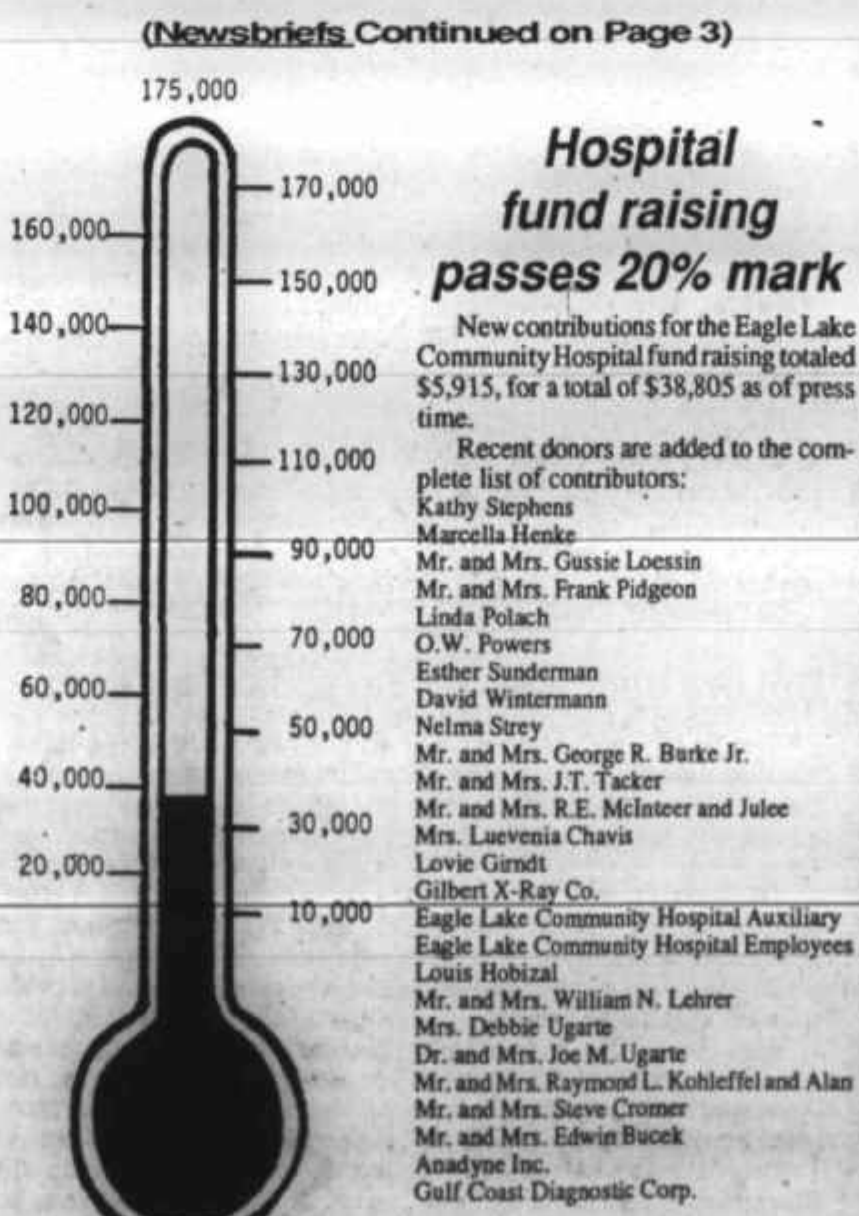 (Newsbriefs Continued on Page 3)
175,000
170,000
160,000
150,000
140,000
130,000
120,000
110,000
100,000
90,000
80,000
70,000
60,000
50,000
40,000
30,000
20,000
10,000
Hospital
fund raising
passes 20% mark
New contributions for the Eagle Lake
Community Hospital fund raising totaled
$5,915, for a total of $38,805 as of press
time.
Recent donors are added to the com-
plete list of contributors:
Kathy Stephens
Marcella Henke
Mr. and Mrs. Gussie Loessin
Mr. and Mrs. Frank Pidgeon
Linda Polach
O.W. Powers
Esther Sunderman
David Wintermann
Nelma Strey
Mr. and Mrs. George R. Burke Jr.
Mr. and Mrs. J.T. Tacker
Mr. and Mrs. R.E. McInteer and Julee
Mrs. Luevenia Chavis
Lovie Girndt
Gilbert X-Ray Co.
Eagle Lake Community Hospital Auxiliary
Eagle Lake Community Hospital Employees
Louis Hobizal
Mr. and Mrs. William N. Lehrer
Mrs. Debbie Ugarte
Dr. and Mrs. Joe M. Ugarte
Mr. and Mrs. Raymond L. Kohleffel and Alan
Mr. and Mrs. Steve Cromer
Mr. and Mrs. Edwin Bucek
Anadyne Inc.
Gulf Coast Diagnostic Corp.